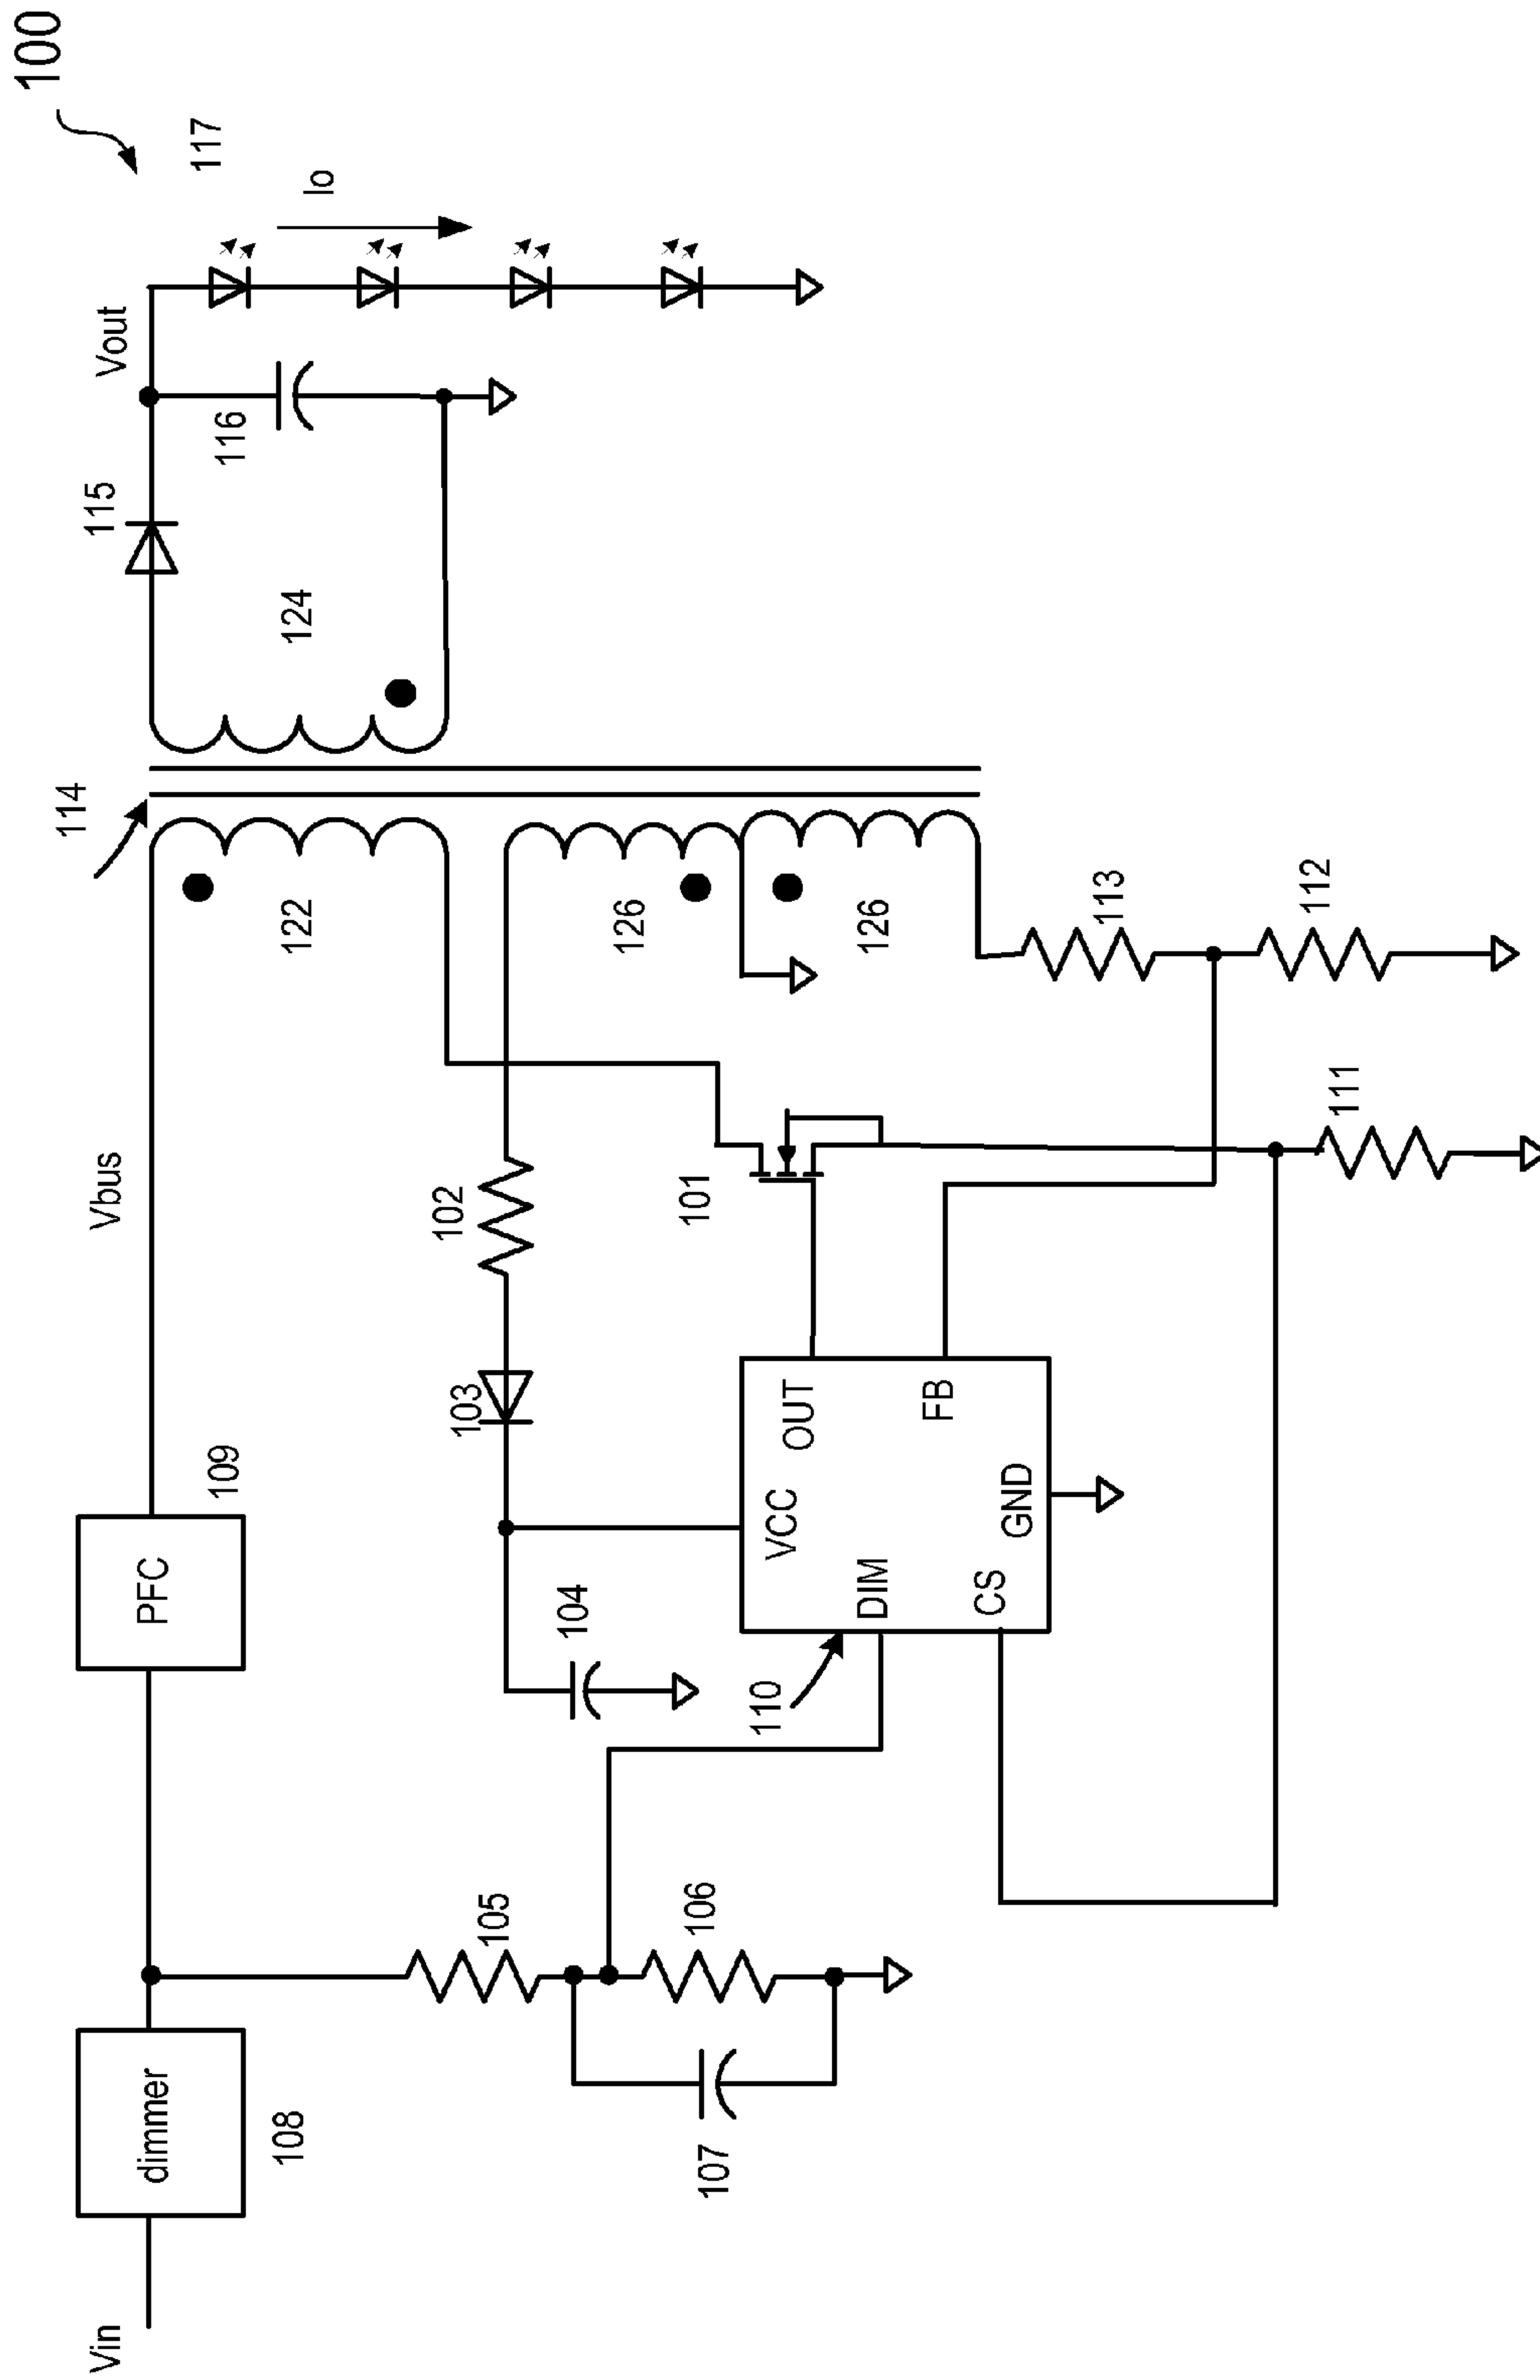 100
117
Io
Vout
116
115
124
114
122
126
126
113
112
111
Vbus
102
101
103
109
PFC
OUT
FB
VCC
GND
DIM
CS
104
110
105
106
107
dimmer
108
Vin